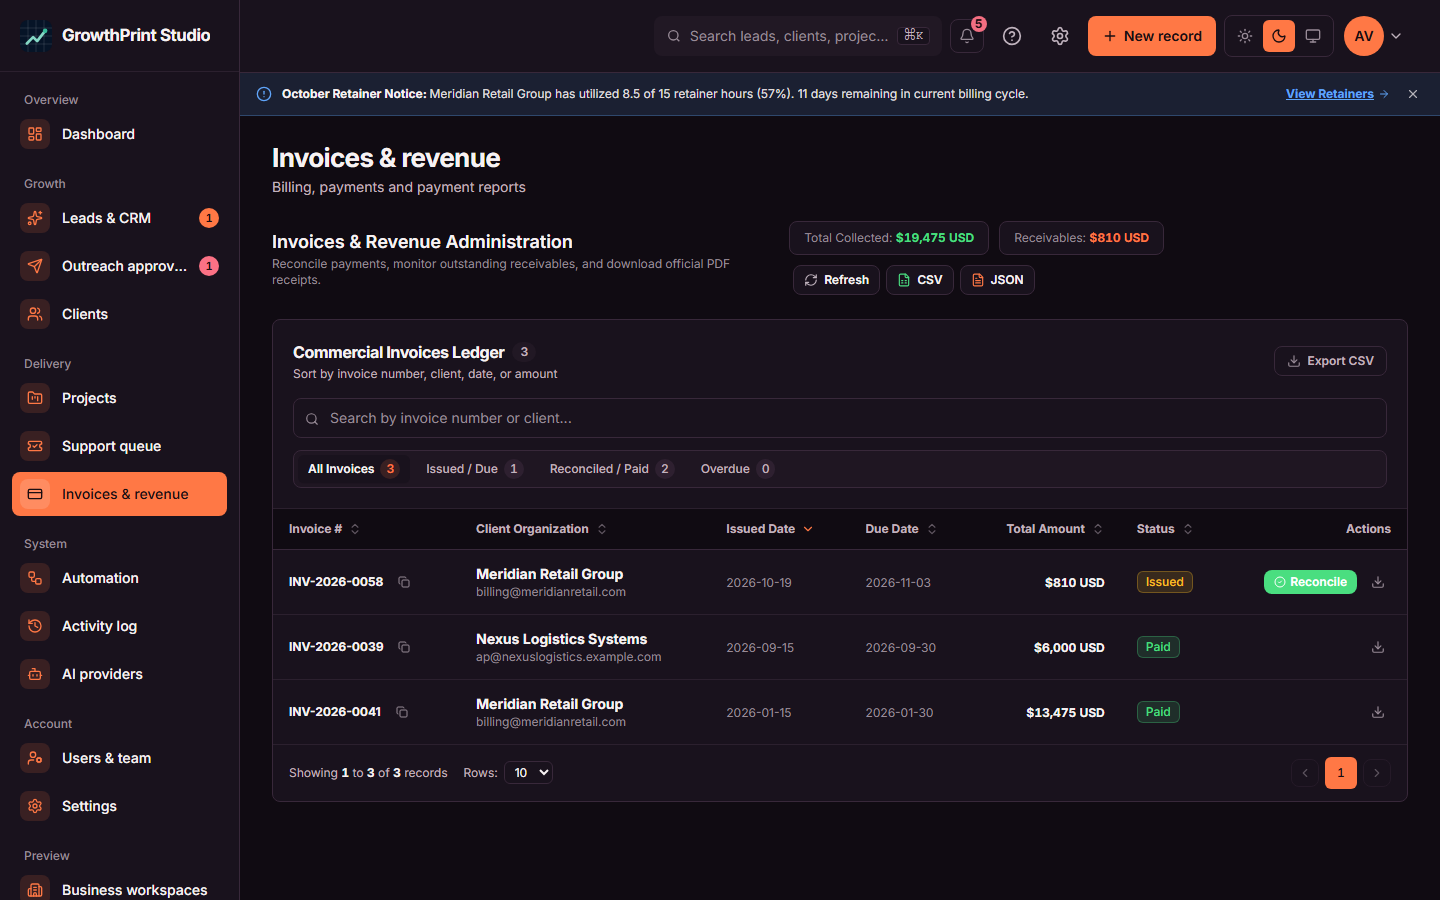 GrowthPrint Studio
Search leads, clients, projec... ⌘K
5
New record
AV
Overview
Dashboard
Growth
Leads & CRM 1
Outreach approv... 1
Clients
Delivery
Projects
Support queue
Invoices & revenue
System
Automation
Activity log
AI providers
Account
Users & team
Settings
Preview
Business workspaces
October Retainer Notice: Meridian Retail Group has utilized 8.5 of 15 retainer hours (57%). 11 days remaining in current billing cycle. View Retainers →
Invoices & revenue
Billing, payments and payment reports
Invoices & Revenue Administration
Reconcile payments, monitor outstanding receivables, and download official PDF
receipts.
Total Collected: $19,475 USD Receivables: $810 USD
Refresh CSV JSON
Commercial Invoices Ledger 3
Sort by invoice number, client, date, or amount
Export CSV
Search by invoice number or client...
All Invoices 3 Issued / Due 1 Reconciled / Paid 2 Overdue 0
Invoice # Client Organization Issued Date Due Date Total Amount Status Actions
INV-2026-0058 Meridian Retail Group 2026-10-19 2026-11-03 $810 USD Issued Reconcile
billing@meridianretail.com
INV-2026-0039 Nexus Logistics Systems 2026-09-15 2026-09-30 $6,000 USD Paid
ap@nexuslogistics.example.com
INV-2026-0041 Meridian Retail Group 2026-01-15 2026-01-30 $13,475 USD Paid
billing@meridianretail.com
Showing 1 to 3 of 3 records Rows: 10
1